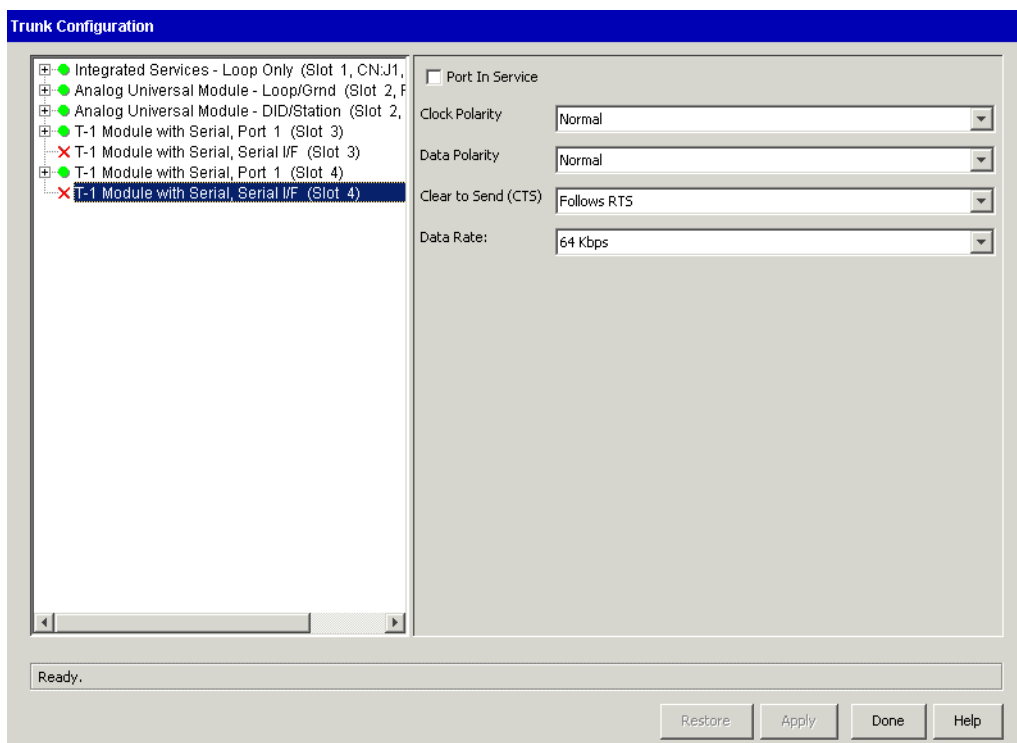 Trunk Configuration
Integrated Services - Loop Only (Slot 1, CN:J1,
Analog Universal Module - Loop/Grnd (Slot 2, F
Analog Universal Module - DID/Station (Slot 2,
T-1 Module with Serial, Port 1 (Slot 3)
T-1 Module with Serial, Serial I/F (Slot 3)
T-1 Module with Serial, Port 1 (Slot 4)
T-1 Module with Serial, Serial I/F (Slot 4)
Port In Service
Clock Polarity Normal
Data Polarity Normal
Clear to Send (CTS) Follows RTS
Data Rate: 64 Kbps
Ready.
Restore Apply Done Help